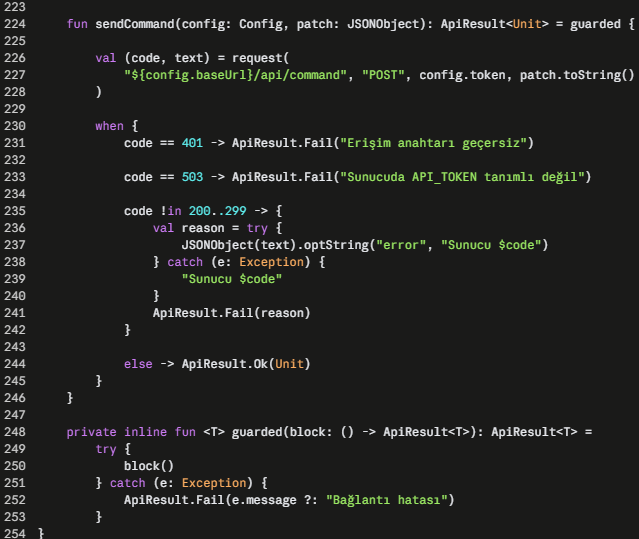 223
224 fun sendCommand(config: Config, patch: JSONObject): ApiResult<Unit> = guarded {
225
226 val (code, text) = request(
227 "${config.baseUrl}/api/command", "POST", config.token, patch.toString()
228 )
229
230 when {
231 code == 401 -> ApiResult.Fail("Erişim anahtarı geçersiz")
232
233 code == 503 -> ApiResult.Fail("Sunucuda API_TOKEN tanımlı değil")
234
235 code !in 200..299 -> {
236 val reason = try {
237 JSONObject(text).optString("error", "Sunucu $code")
238 } catch (e: Exception) {
239 "Sunucu $code"
240 }
241 ApiResult.Fail(reason)
242 }
243
244 else -> ApiResult.Ok(Unit)
245 }
246 }
247
248 private inline fun <T> guarded(block: () -> ApiResult<T>): ApiResult<T> =
249 try {
250 block()
251 } catch (e: Exception) {
252 ApiResult.Fail(e.message ?: "Bağlantı hatası")
253 }
254 }